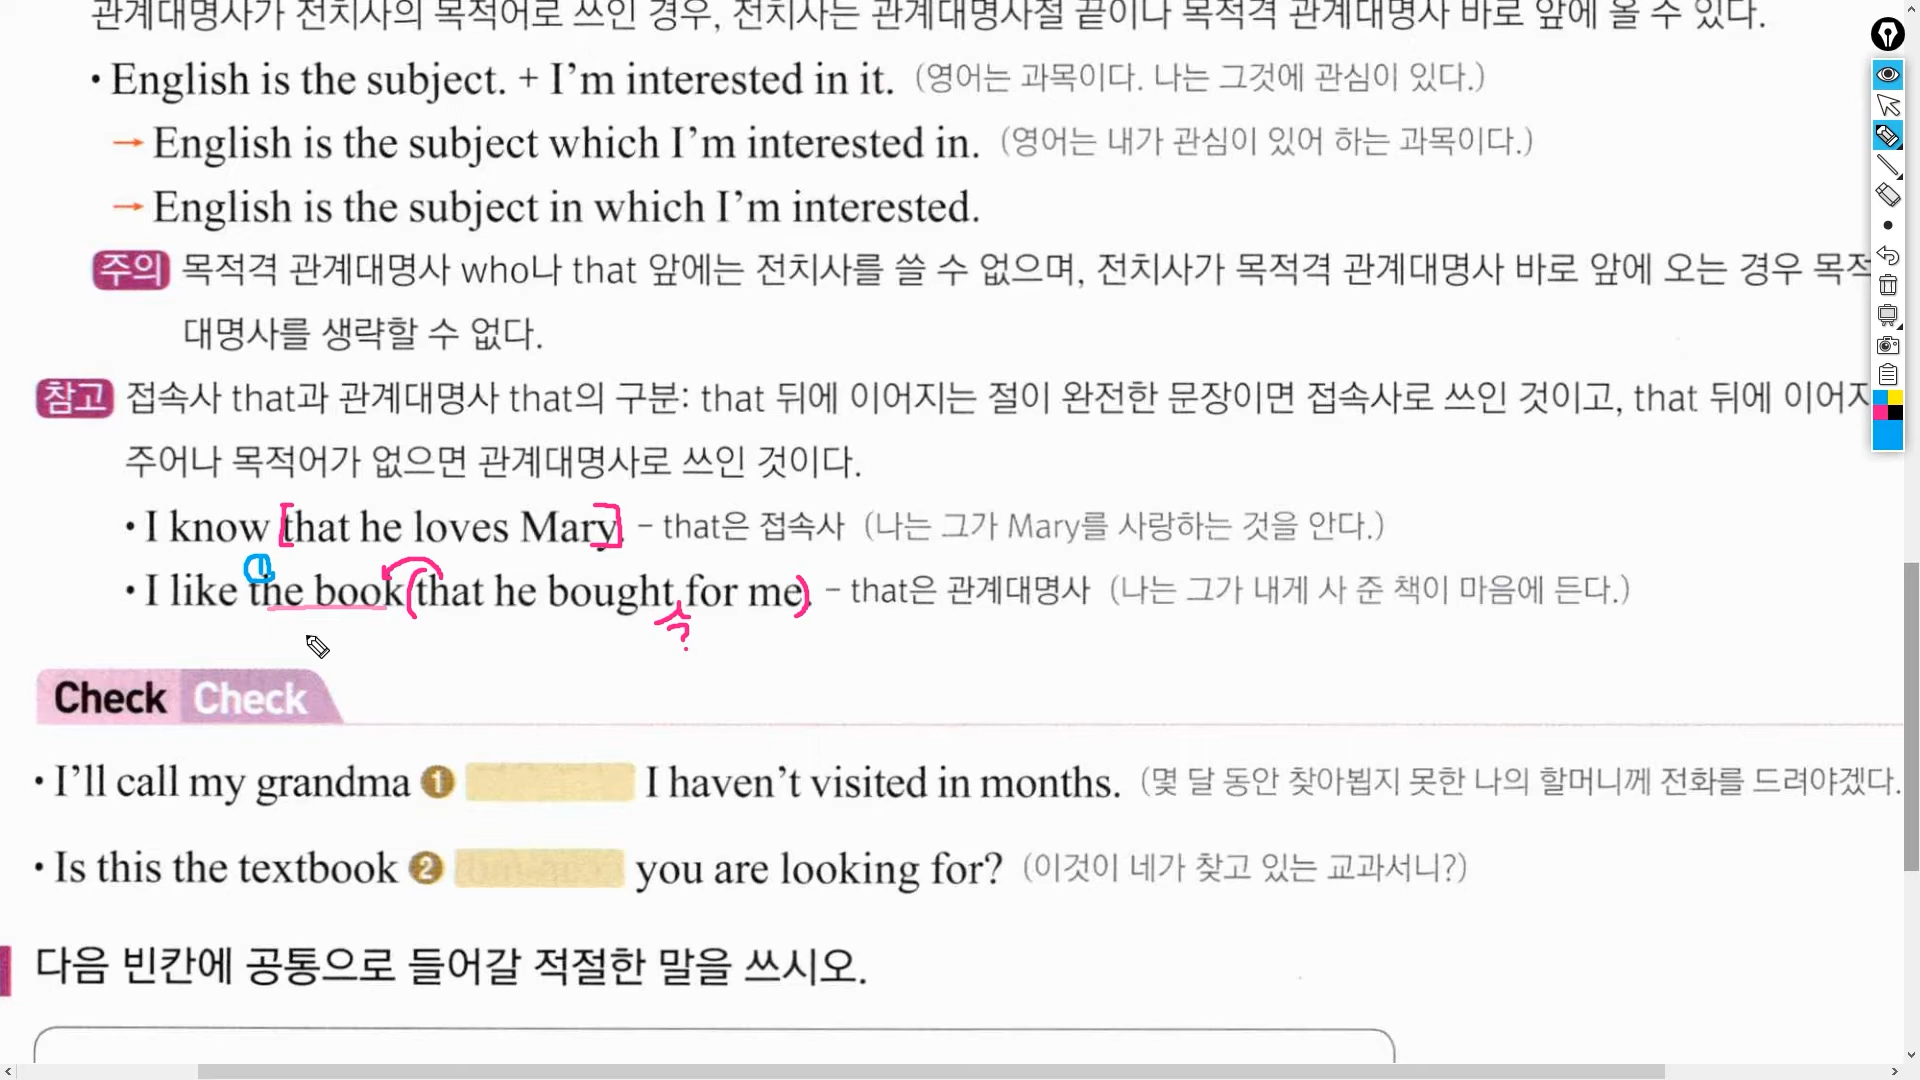 관계대명사가 전치사의 목적어로 쓰인 경우, 전치사는 관계대명사절 끝이나 목적격 관계대명사 바로 앞에 올 수 있다.
• English is the subject. + I’m interested in it. (영어는 과목이다. 나는 그것에 관심이 있다.)
→ English is the subject which I’m interested in. (영어는 내가 관심이 있어 하는 과목이다.)
→ English is the subject in which I’m interested.
주의 목적격 관계대명사 who나 that 앞에는 전치사를 쓸 수 없으며, 전치사가 목적격 관계대명사 바로 앞에 오는 경우 목적
대명사를 생략할 수 없다.
참고 접속사 that과 관계대명사 that의 구분: that 뒤에 이어지는 절이 완전한 문장이면 접속사로 쓰인 것이고, that 뒤에 이어지
주어나 목적어가 없으면 관계대명사로 쓰인 것이다.
• I know [that he loves Mary]. – that은 접속사 (나는 그가 Mary를 사랑하는 것을 안다.)
①
• I like the book (that he bought for me). – that은 관계대명사 (나는 그가 내게 사 준 책이 마음에 든다.)
?
Check Check
• I’ll call my grandma ❶ I haven’t visited in months. (몇 달 동안 찾아뵙지 못한 나의 할머니께 전화를 드려야겠다.
• Is this the textbook ❷ you are looking for? (이것이 네가 찾고 있는 교과서니?)
다음 빈칸에 공통으로 들어갈 적절한 말을 쓰시오.